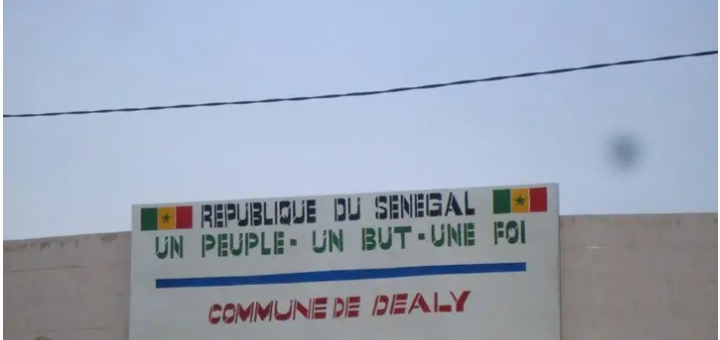 REPUBLIQUE DU SENEGAL
UN PEUPLE - UN BUT - UNE FOI
COMMUNE DE DEALY